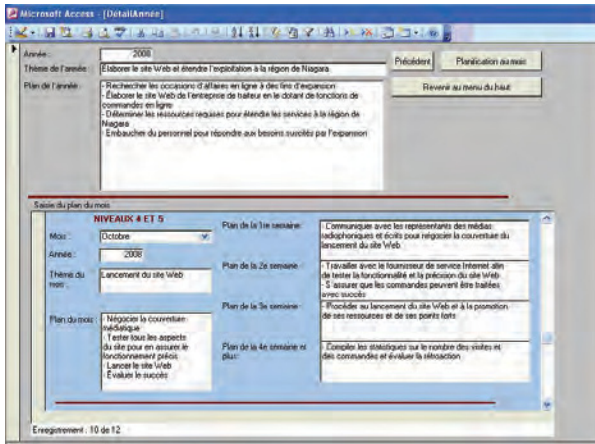 Microsoft Access - [DétailAnnée]
Année :
2008
Thème de l'année :
Élaborer le site Web et étendre l'exploitation à la région de Niagara
Précédent
Planification au mois
Plan de l'année :
- Rechercher les occasions d'affaires en ligne à des fins d'expansion
- Élaborer le site Web de l'entreprise de traiteur en le dotant de fonctions de
commandes en ligne
- Déterminer les ressources requises pour étendre les services à la région de
Niagara
- Embaucher du personnel pour répondre aux besoins suscités par l'expansion
Revenir au menu du haut
Saisie du plan du mois
NIVEAUX 4 ET 5
Mois :
Octobre
Année :
2008
Thème du
mois :
Lancement du site Web
Plan du mois :
- Négocier la couverture
médiatique
- Tester tous les aspects
du site pour en assurer le
fonctionnement précis
- Lancer le site Web
- Évaluer le succès
Plan de la 1re semaine :
- Communiquer avec les représentants des médias
radiophoniques et écrits pour négocier la couverture du
lancement du site Web
Plan de la 2e semaine :
- Travailler avec le fournisseur de service Internet afin
de tester la fonctionnalité et la précision du site Web
- S'assurer que les commandes peuvent être traitées
avec succès
Plan de la 3e semaine :
- Procéder au lancement du site Web et à la promotion
de ses ressources et de ses points forts
Plan de la 4e semaine et
plus:
- Compiler les statistiques sur le nombre des visites et
des commandes et évaluer la rétroaction
Enregistrement : 10 de 12